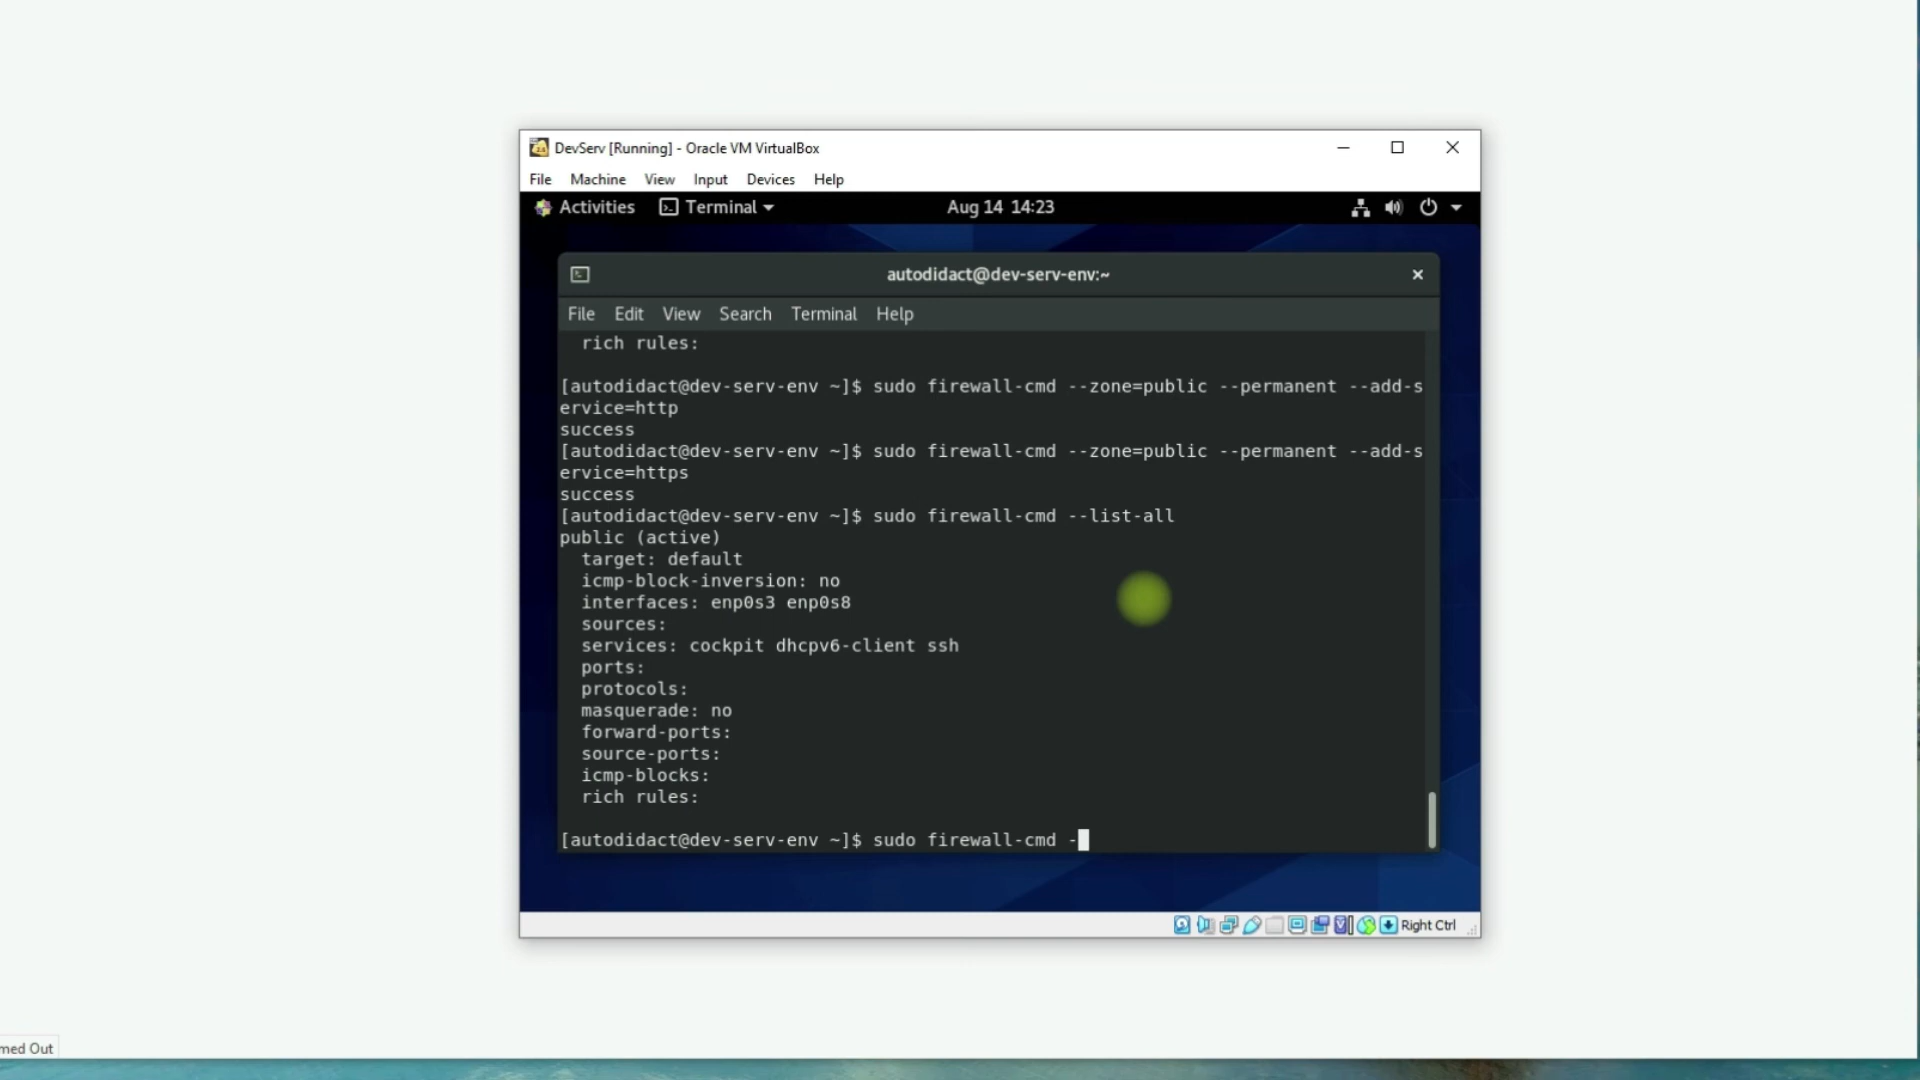 DevServ [Running] - Oracle VM VirtualBox
File Machine View Input Devices Help
Activities Terminal Aug 14 14:23
autodidact@dev-serv-env:~
File Edit View Search Terminal Help
rich rules:
[autodidact@dev-serv-env ~]$ sudo firewall-cmd --zone=public --permanent --add-s
ervice=http
success
[autodidact@dev-serv-env ~]$ sudo firewall-cmd --zone=public --permanent --add-s
ervice=https
success
[autodidact@dev-serv-env ~]$ sudo firewall-cmd --list-all
public (active)
target: default
icmp-block-inversion: no
interfaces: enp0s3 enp0s8
sources:
services: cockpit dhcpv6-client ssh
ports:
protocols:
masquerade: no
forward-ports:
source-ports:
icmp-blocks:
rich rules:
[autodidact@dev-serv-env ~]$ sudo firewall-cmd -
Right Ctrl
med Out